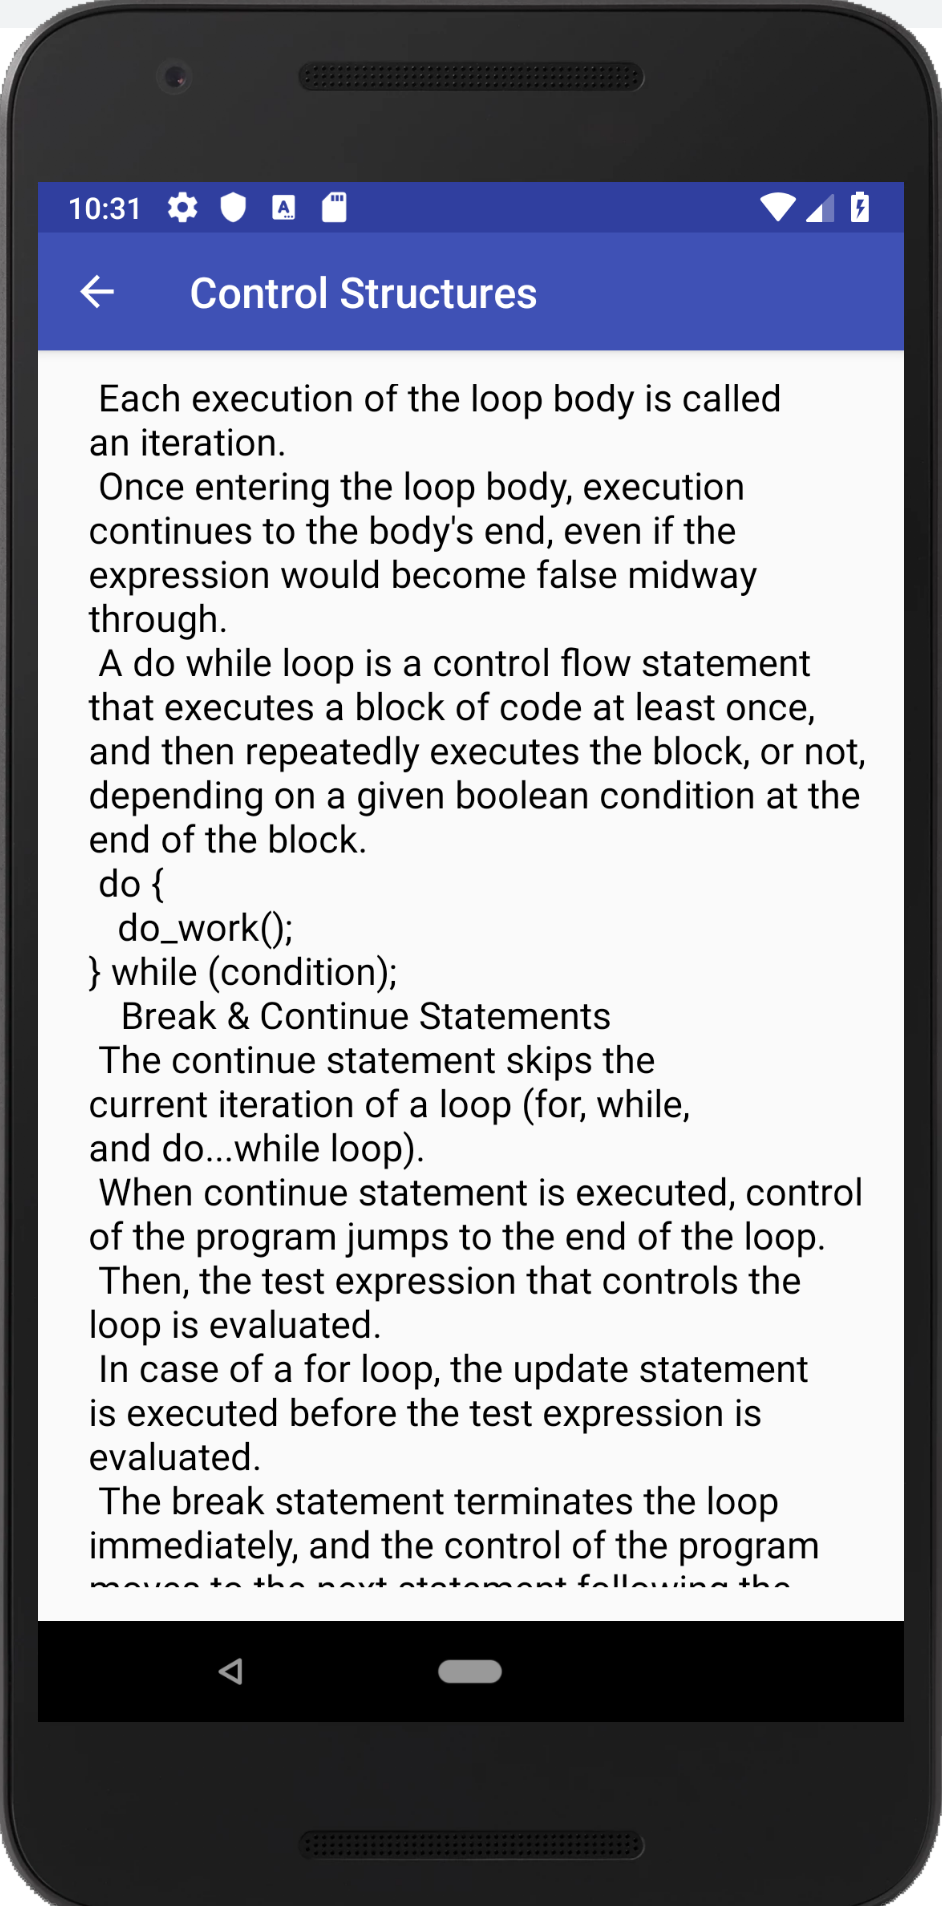 10:31
Control Structures
Each execution of the loop body is called
an iteration.
Once entering the loop body, execution
continues to the body's end, even if the
expression would become false midway
through.
A do while loop is a control flow statement
that executes a block of code at least once,
and then repeatedly executes the block, or not,
depending on a given boolean condition at the
end of the block.
do {
do_work();
} while (condition);
Break & Continue Statements
The continue statement skips the
current iteration of a loop (for, while,
and do...while loop).
When continue statement is executed, control
of the program jumps to the end of the loop.
Then, the test expression that controls the
loop is evaluated.
In case of a for loop, the update statement
is executed before the test expression is
evaluated.
The break statement terminates the loop
immediately, and the control of the program
moves to the next statement following the